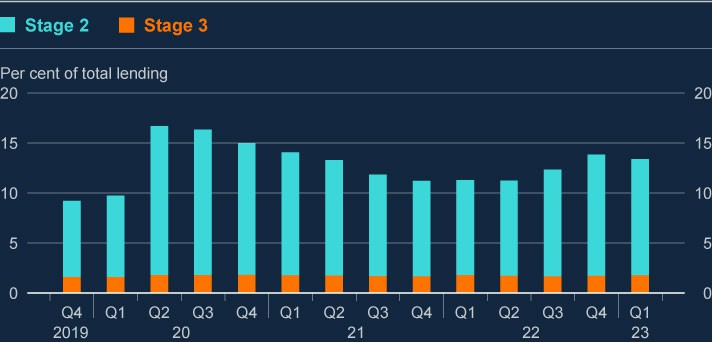 Stage 2 Stage 3
Per cent of total lending
20 20
15 15
10 10
5 5
0 0
Q4 Q1 Q2 Q3 Q4 Q1 Q2 Q3 Q4 Q1 Q2 Q3 Q4 Q1
2019 20 21 22 23